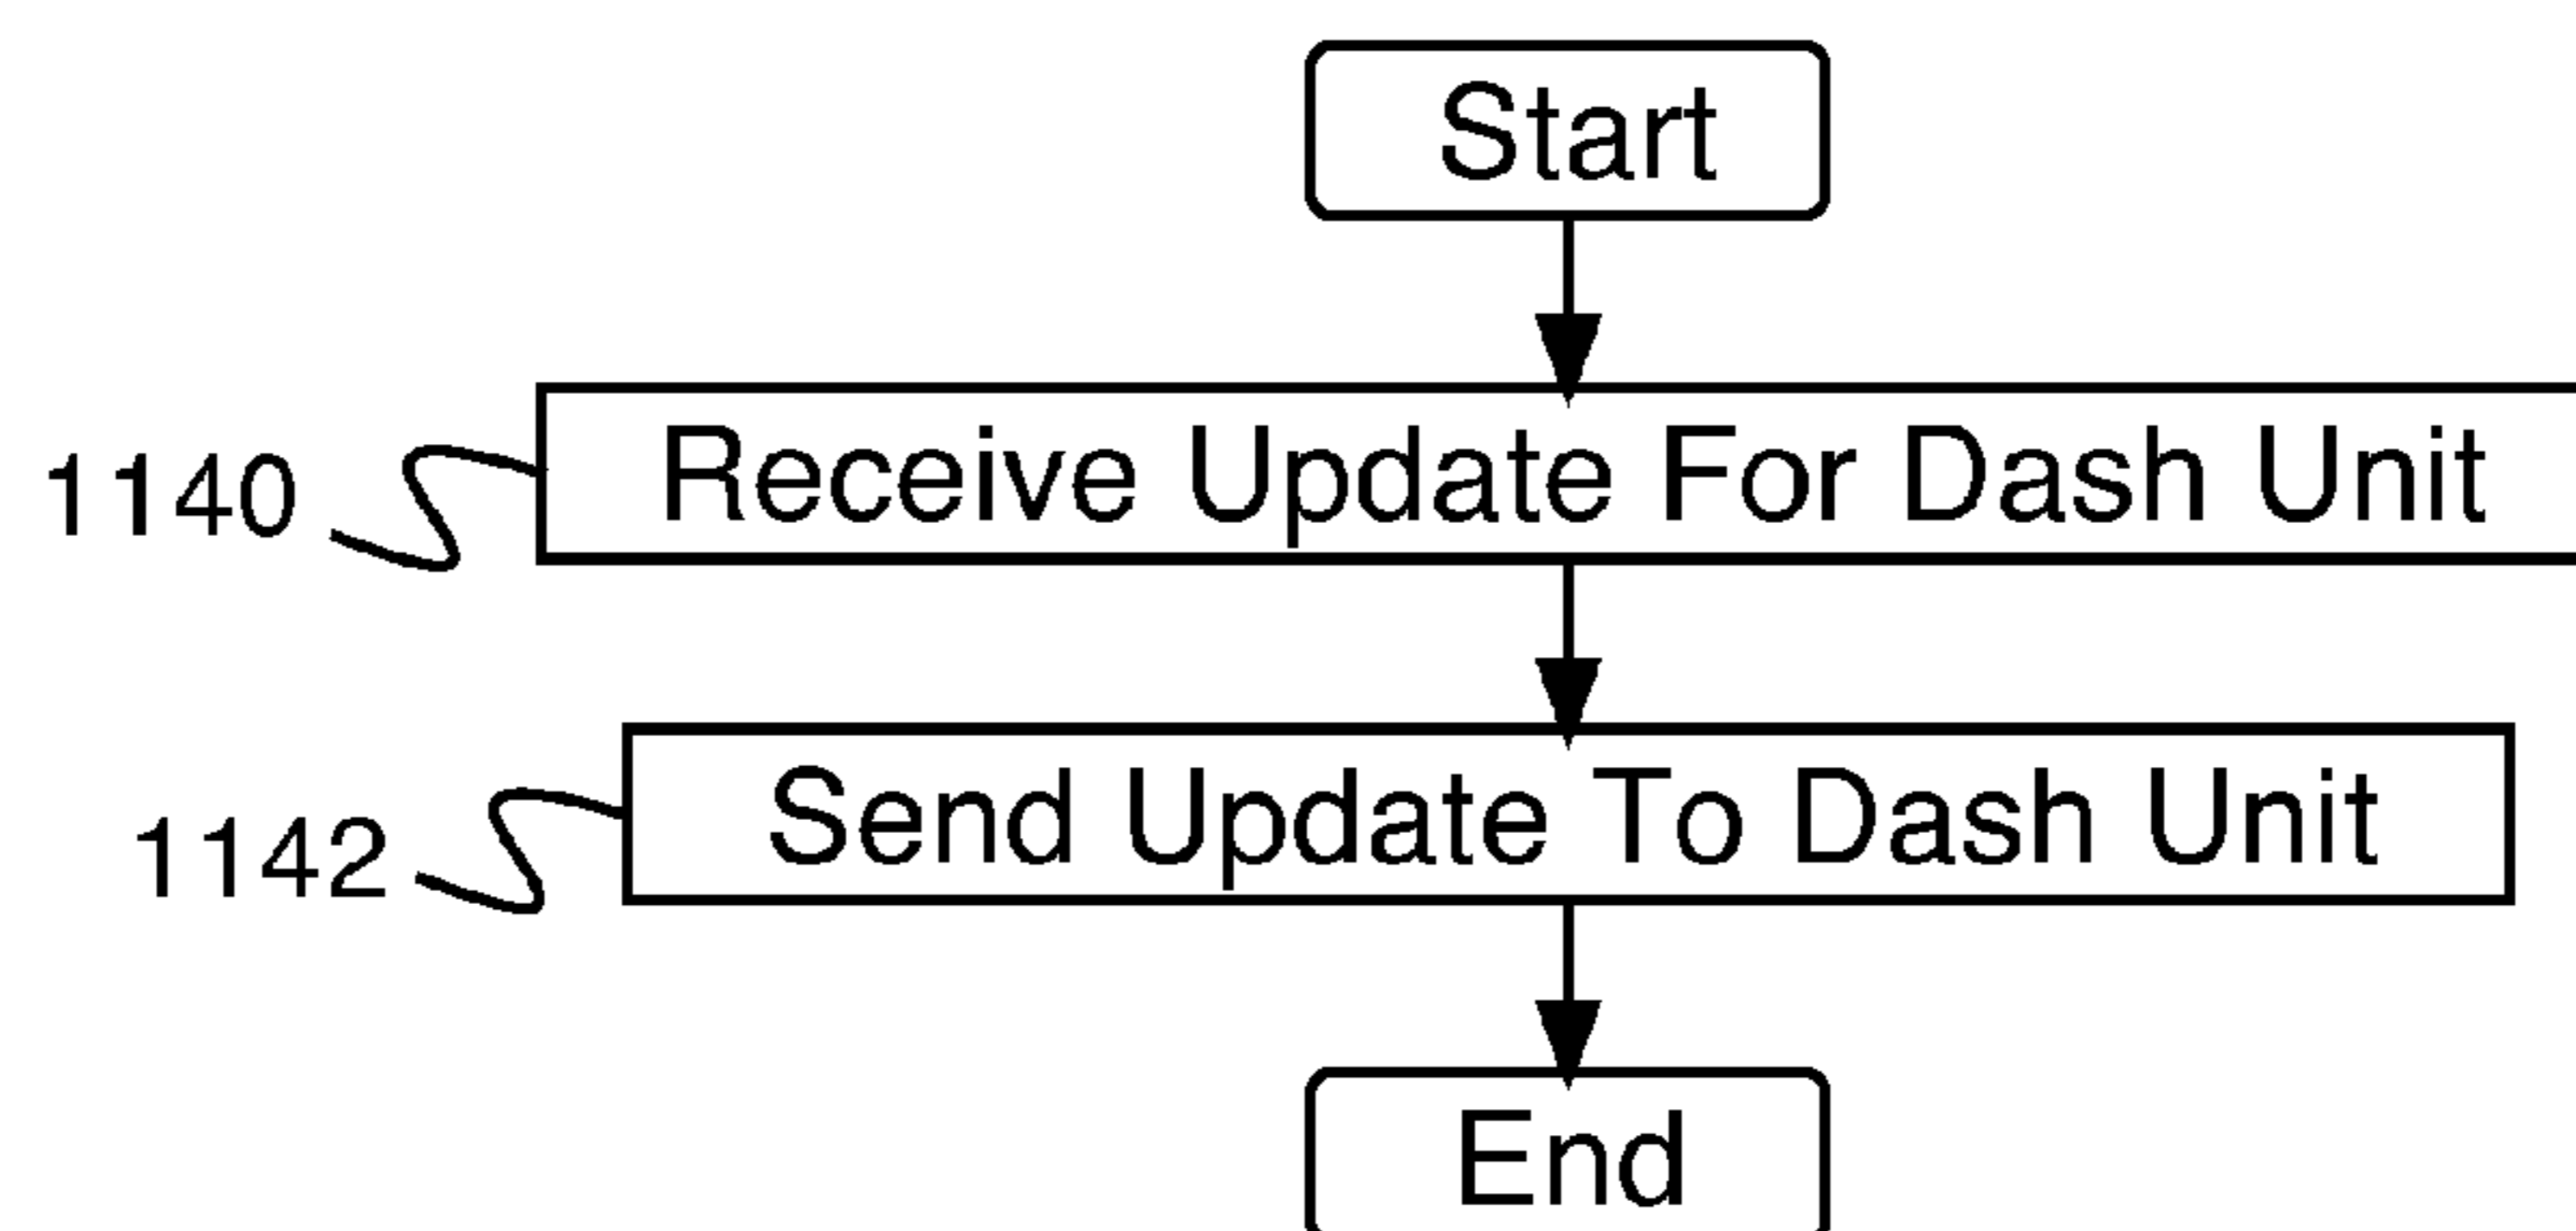 Start
1140
Receive Update For Dash Unit
1142
Send Update To Dash Unit
End